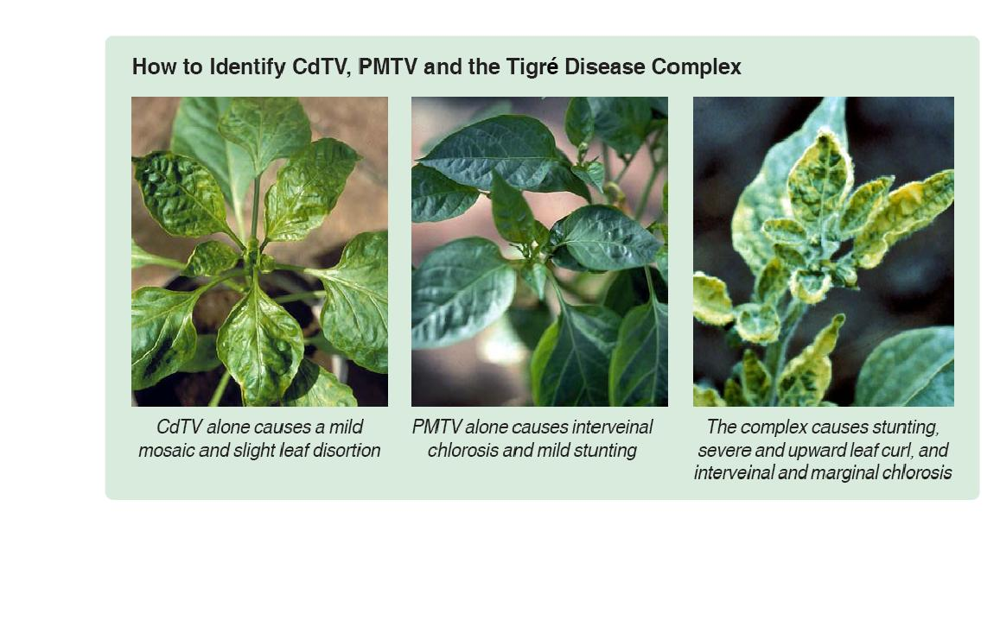 How to Identify CdTV, PMTV and the Tigré Disease Complex
CdTV alone causes a mild
mosaic and slight leaf disortion
PMTV alone causes interveinal
chlorosis and mild stunting
The complex causes stunting,
severe and upward leaf curl, and
interveinal and marginal chlorosis